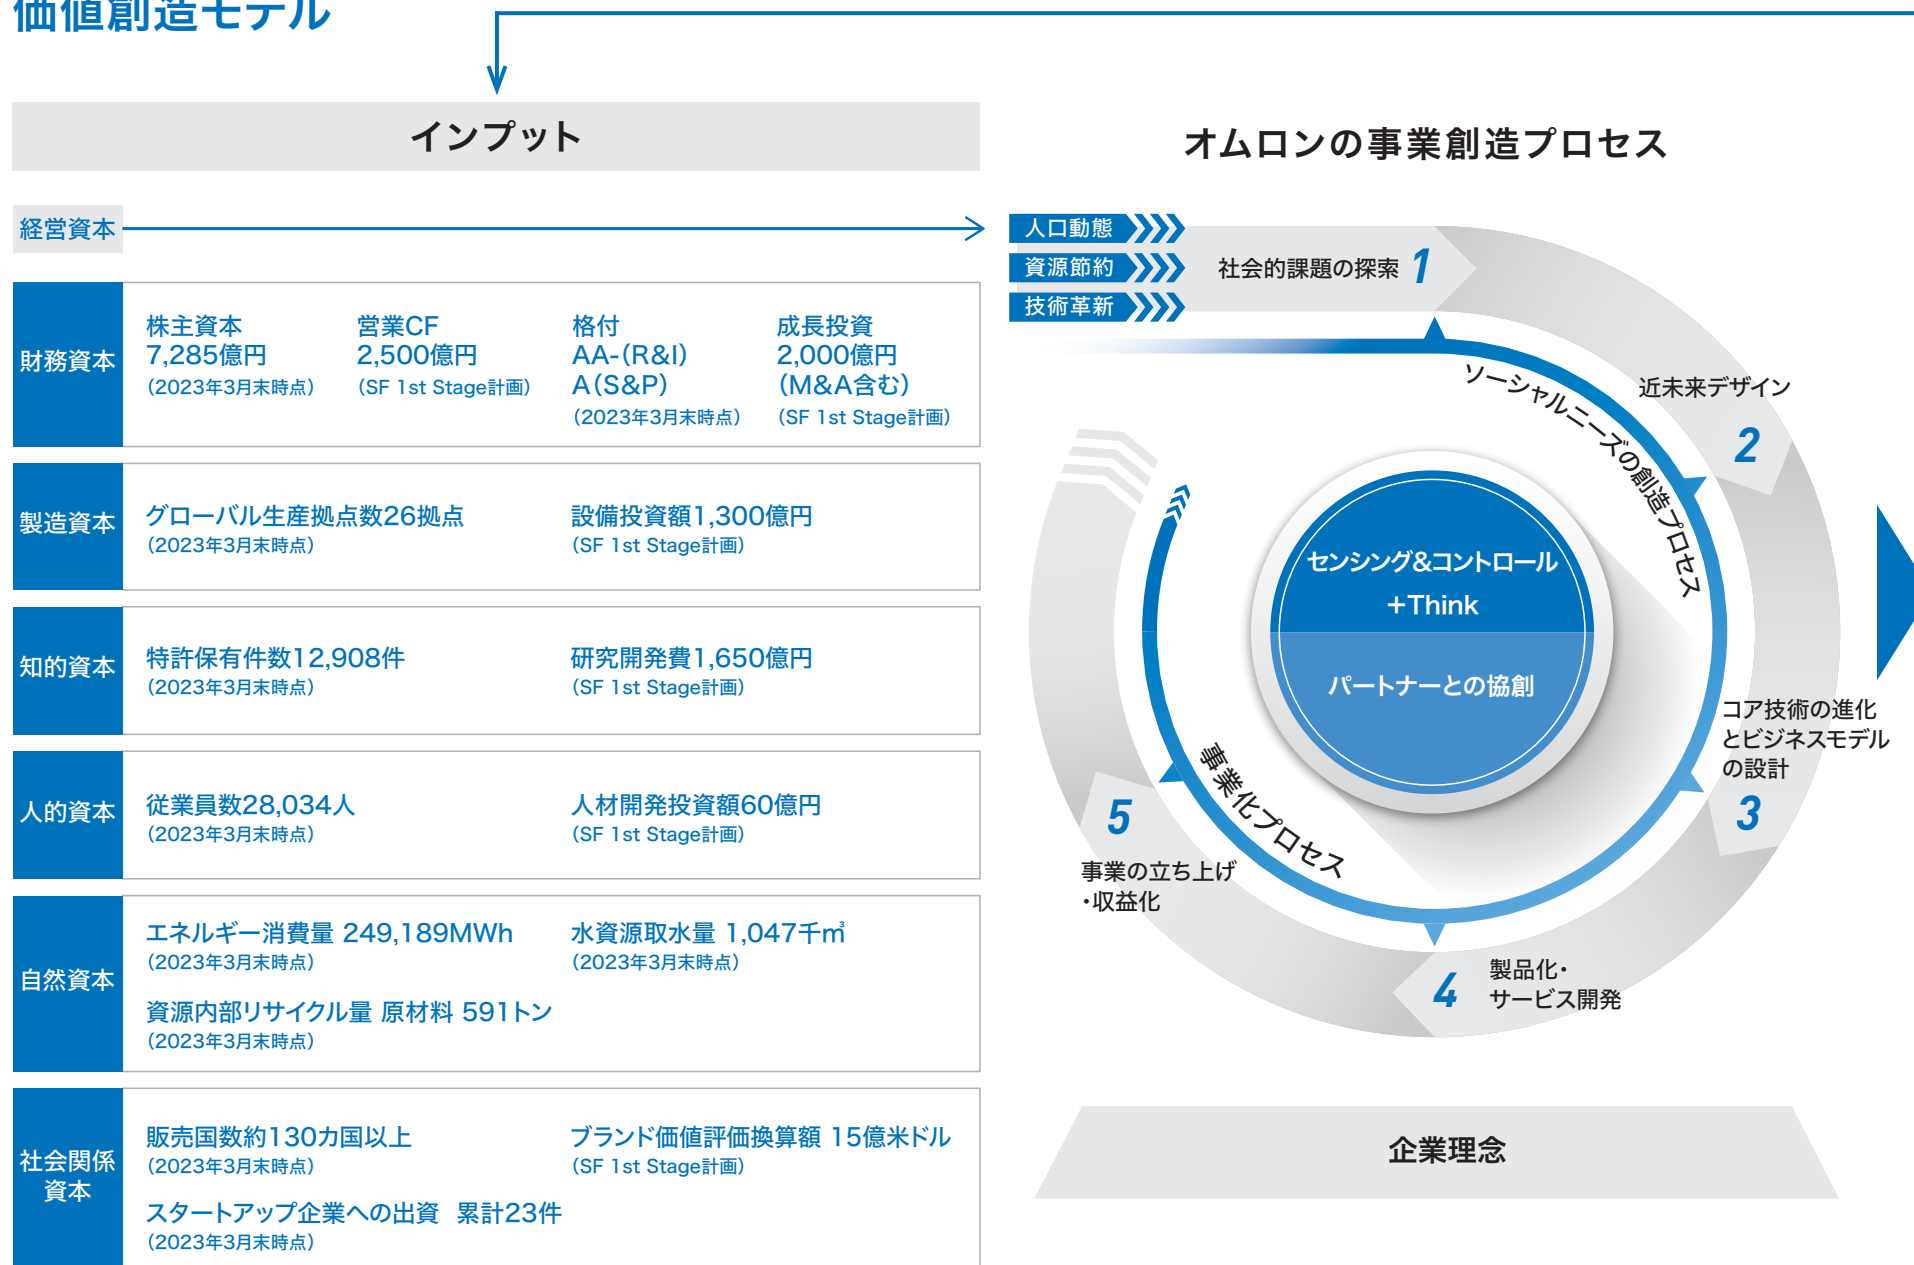 価値創造モデル
インプット
経営資本
財務資本
株主資本
7,285億円
（2023年3月末時点）
営業CF
2,500億円
（SF 1st Stage計画）
格付
AA-（R&I）
A（S&P）
（2023年3月末時点）
成長投資
2,000億円
（M&A含む）
（SF 1st Stage計画）
製造資本
グローバル生産拠点数26拠点
（2023年3月末時点）
設備投資額1,300億円
（SF 1st Stage計画）
知的資本
特許保有件数12,908件
（2023年3月末時点）
研究開発費1,650億円
（SF 1st Stage計画）
人的資本
従業員数28,034人
（2023年3月末時点）
人材開発投資額60億円
（SF 1st Stage計画）
自然資本
エネルギー消費量 249,189MWh
（2023年3月末時点）
水資源取水量 1,047千㎥
（2023年3月末時点）
資源内部リサイクル量 原材料 591トン
（2023年3月末時点）
社会関係
資本
販売国数約130カ国以上
（2023年3月末時点）
ブランド価値評価換算額 15億米ドル
（SF 1st Stage計画）
スタートアップ企業への出資 累計23件
（2023年3月末時点）
オムロンの事業創造プロセス
人口動態
資源節約
技術革新
社会的課題の探索 1
ソーシャルニーズの創造プロセス
近未来デザイン
2
センシング&コントロール
+Think
パートナーとの協創
コア技術の進化
とビジネスモデル
の設計
3
事業化プロセス
5
事業の立ち上げ
・収益化
4
製品化・
サービス開発
企業理念